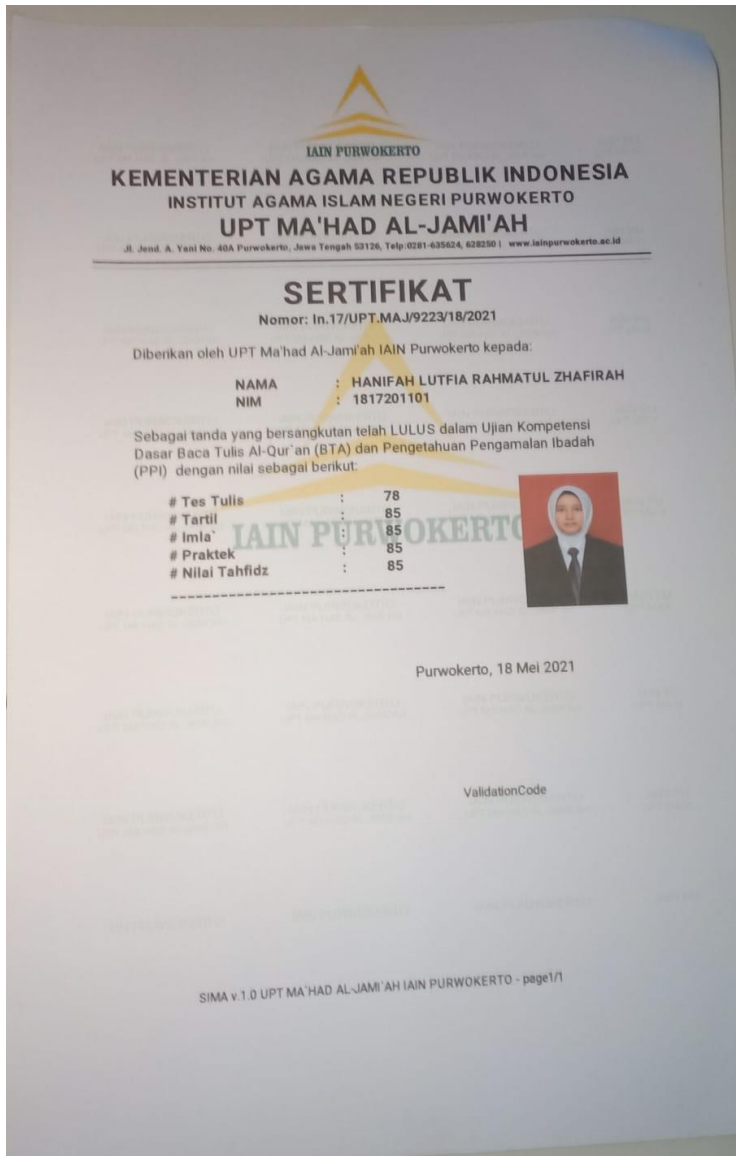 IAIN PURWOKERTO
KEMENTERIAN AGAMA REPUBLIK INDONESIA
INSTITUT AGAMA ISLAM NEGERI PURWOKERTO
UPT MA'HAD AL-JAMI'AH
Jl. Jend. A. Yani No. 40A Purwokerto, Jawa Tengah 53126, Telp:0281-635624, 628250 | www.iainpurwokerto.ac.id
SERTIFIKAT
Nomor: In.17/UPT.MAJ/9223/18/2021
Diberikan oleh UPT Ma'had Al-Jami'ah IAIN Purwokerto kepada:
NAMA : HANIFAH LUTFIA RAHMATUL ZHAFIRAH
NIM : 1817201101
Sebagai tanda yang bersangkutan telah LULUS dalam Ujian Kompetensi
Dasar Baca Tulis Al-Qur`an (BTA) dan Pengetahuan Pengamalan Ibadah
(PPI) dengan nilai sebagai berikut:
# Tes Tulis : 78
# Tartil : 85
# Imla` : 85
# Praktek : 85
# Nilai Tahfidz : 85
IAIN PURWOKERTO
Purwokerto, 18 Mei 2021
ValidationCode
SIMA v.1.0 UPT MA`HAD AL-JAMI`AH IAIN PURWOKERTO - page1/1